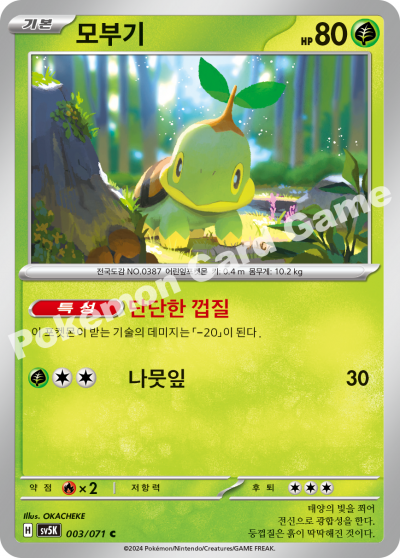 기본 모부기 HP 80
전국도감 NO.0387 어린잎포켓몬 키: 0.4 m 몸무게: 10.2 kg
특성 단단한 껍질
이 포켓몬이 받는 기술의 데미지는 「-20」이 된다.
나뭇잎 30
약점 ×2 저항력 후퇴
Illus. OKACHEKE
H sv5K 003/071 C
태양의 빛을 쬐어
전신으로 광합성을 한다.
등껍질은 흙이 딱딱해진 것이다.
©2024 Pokémon/Nintendo/Creatures/GAME FREAK.
Pokémon Card Game